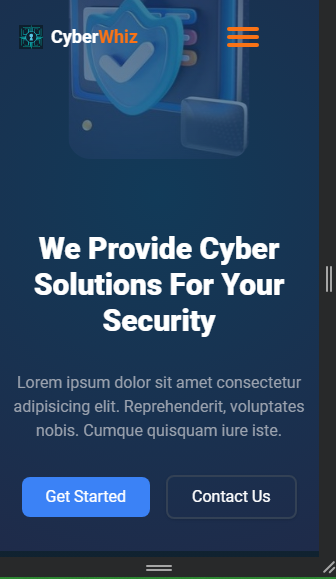 CyberWhiz
We Provide Cyber
Solutions For Your
Security
Lorem ipsum dolor sit amet consectetur
adipisicing elit. Reprehenderit, voluptates
nobis. Cumque quisquam iure iste.
Get Started
Contact Us